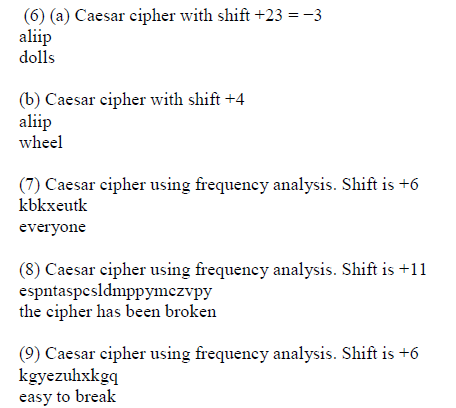 (6) (a) Caesar cipher with shift +23 = −3
aliip
dolls
(b) Caesar cipher with shift +4
aliip
wheel
(7) Caesar cipher using frequency analysis. Shift is +6
kbkxeutk
everyone
(8) Caesar cipher using frequency analysis. Shift is +11
espntaspcsldmppymczvpy
the cipher has been broken
(9) Caesar cipher using frequency analysis. Shift is +6
kgyezuhxkgq
easy to break